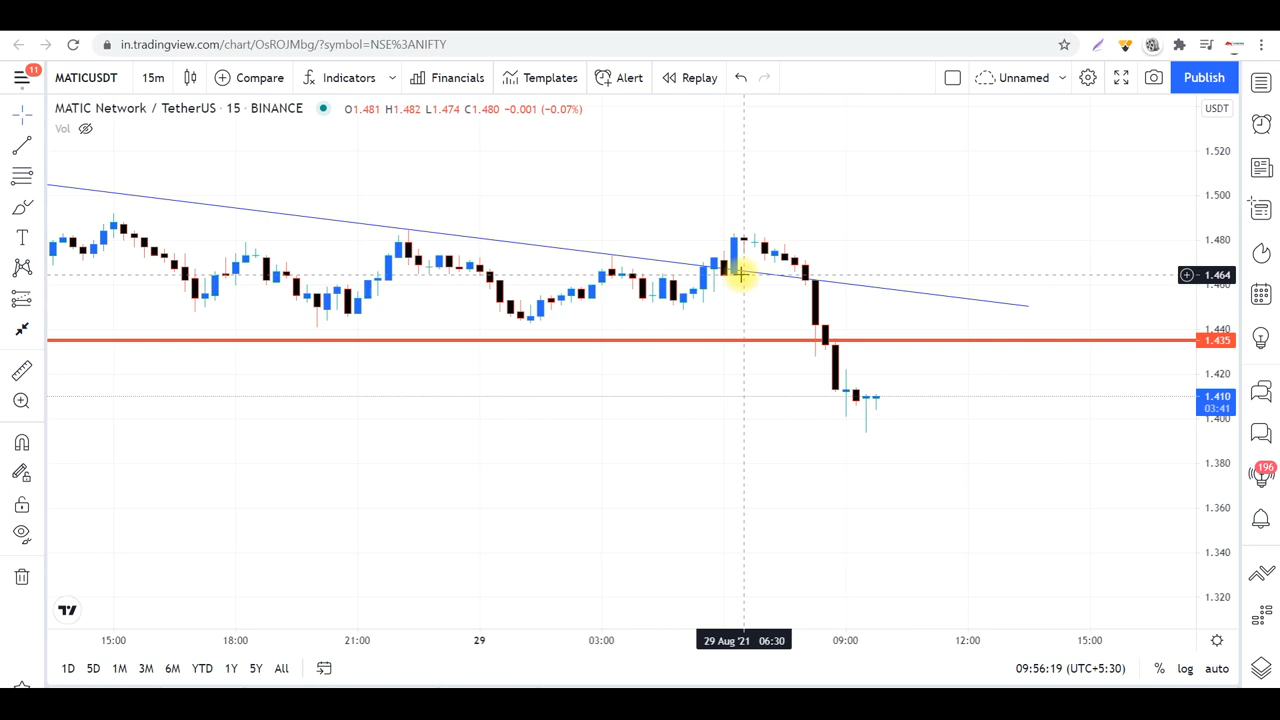 in.tradingview.com/chart/OsROJMbg/?symbol=NSE%3ANIFTY
11
MATICUSDT 15m Compare Indicators Financials Templates Alert Replay Unnamed Publish
MATIC Network / TetherUS · 15 · BINANCE O1.481 H1.482 L1.474 C1.480 −0.001 (−0.07%)
USDT
Vol
1.520
1.500
1.480
1.464
1.460
1.440
1.435
1.420
1.410
03:41
1.400
1.380
196
1.360
1.340
1.320
15:00 18:00 21:00 29 03:00 29 Aug '21 06:30 09:00 12:00 15:00
1D 5D 1M 3M 6M YTD 1Y 5Y All 09:56:19 (UTC+5:30) % log auto